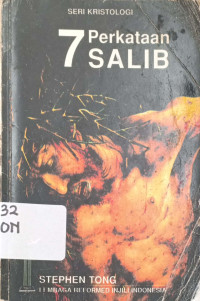 SERI KRISTOLOGI
7 Perkataan
SALIB
32
ON
STEPHEN TONG
LEMBAGA REFORMED INJILI INDONESIA